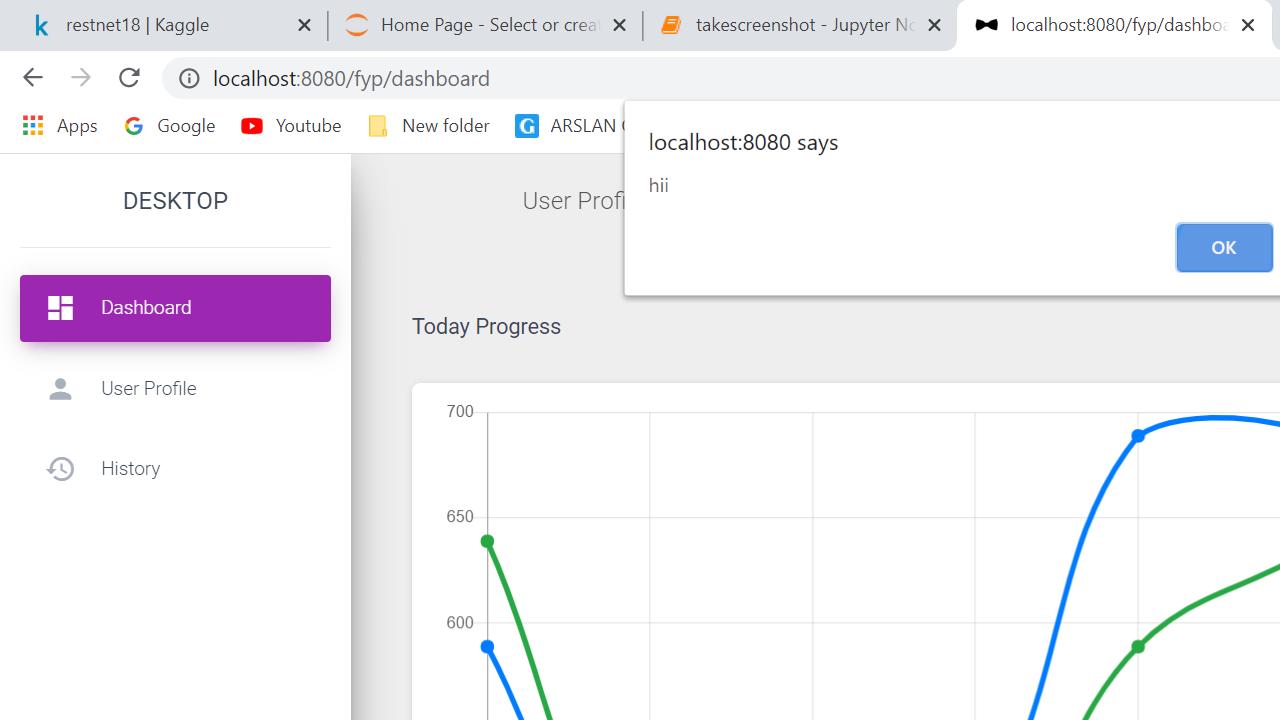 restnet18 | Kaggle
Home Page - Select or crea
takescreenshot - Jupyter No
localhost:8080/fyp/dashboa
localhost:8080/fyp/dashboard
Apps Google Youtube New folder ARSLAN
localhost:8080 says
hii
OK
DESKTOP
User Profi
Dashboard
User Profile
History
Today Progress
700
650
600